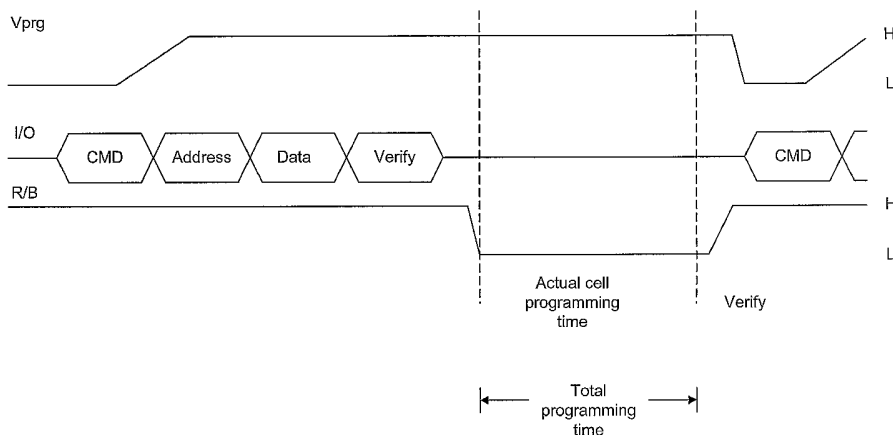 Vprg
H
L
I/O
CMD
Address
Data
Verify
CMD
R/B
H
L
Actual cell
programming
time
Verify
Total
programming
time